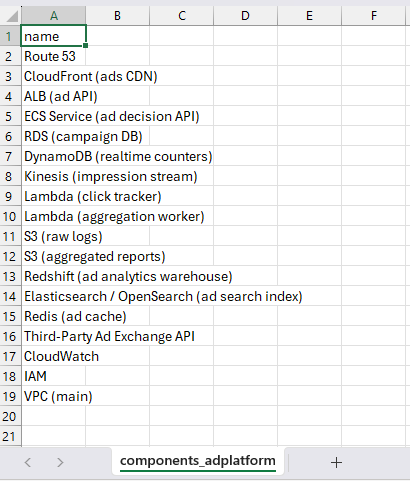 A B C D E F
1 name
2 Route 53
3 CloudFront (ads CDN)
4 ALB (ad API)
5 ECS Service (ad decision API)
6 RDS (campaign DB)
7 DynamoDB (realtime counters)
8 Kinesis (impression stream)
9 Lambda (click tracker)
10 Lambda (aggregation worker)
11 S3 (raw logs)
12 S3 (aggregated reports)
13 Redshift (ad analytics warehouse)
14 Elasticsearch / OpenSearch (ad search index)
15 Redis (ad cache)
16 Third-Party Ad Exchange API
17 CloudWatch
18 IAM
19 VPC (main)
20
21
components_adplatform